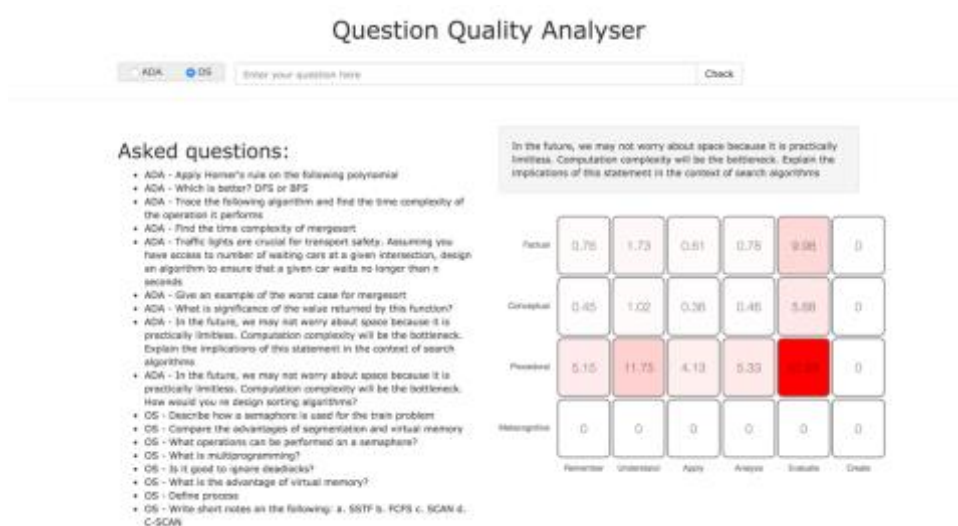 Question Quality Analyser
ADA OS Enter your question here Check
Asked questions:
• ADA - Apply Horner's rule on the following polynomial
• ADA - Which is better? DFS or BFS
• ADA - Trace the following algorithm and find the time complexity of
the operation it performs
• ADA - Find the time complexity of mergesort
• ADA - Traffic lights are crucial for transport safety. Assuming you
have access to number of waiting cars at a given intersection, design
an algorithm to ensure that a given car waits no longer than n
seconds
• ADA - Give an example of the worst case for mergesort
• ADA - What is significance of the value returned by this function?
• ADA - In the future, we may not worry about space because it is
practically limitless. Computation complexity will be the bottleneck.
Explain the implications of this statement in the context of search
algorithms
• ADA - In the future, we may not worry about space because it is
practically limitless. Computation complexity will be the bottleneck.
How would you re design sorting algorithms?
• OS - Describe how a semaphore is used for the train problem
• OS - Compare the advantages of segmentation and virtual memory
• OS - What operations can be performed on a semaphore?
• OS - What is multiprogramming?
• OS - Is it good to ignore deadlocks?
• OS - What is the advantage of virtual memory?
• OS - Define process
• OS - Write short notes on the following: a. SSTF b. FCFS c. SCAN d.
C-SCAN
In the future, we may not worry about space because it is practically
limitless. Computation complexity will be the bottleneck. Explain the
implications of this statement in the context of search algorithms
Factual 0.76 1.73 0.61 0.78 9.98 0
Conceptual 0.45 1.02 0.36 0.46 5.88 0
Procedural 5.15 11.75 4.13 5.33 0
Metacognitive 0 0 0 0 0 0
Remember Understand Apply Analyse Evaluate Create